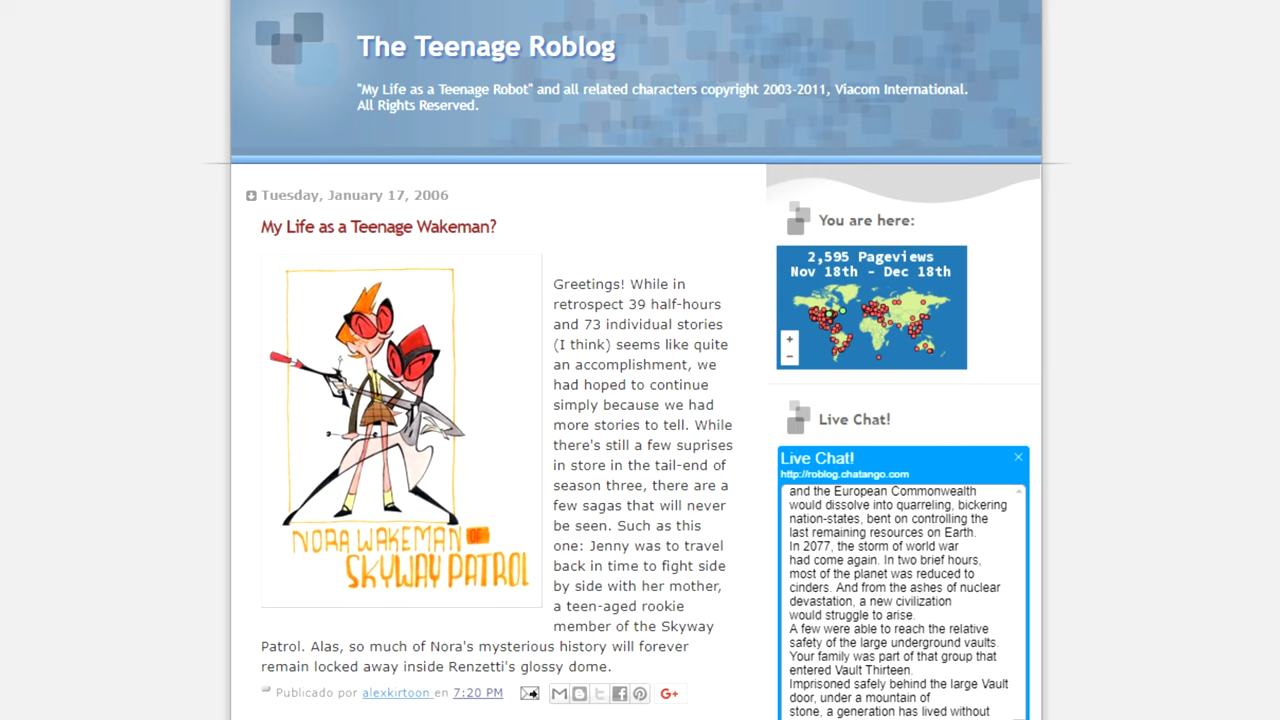 The Teenage Roblog
"My Life as a Teenage Robot" and all related characters copyright 2003-2011, Viacom International.
All Rights Reserved.
Tuesday, January 17, 2006
My Life as a Teenage Wakeman?
NORA WAKEMAN OF
SKYWAY PATROL
Greetings! While in
retrospect 39 half-hours
and 73 individual stories
(I think) seems like quite
an accomplishment, we
had hoped to continue
simply because we had
more stories to tell. While
there's still a few suprises
in store in the tail-end of
season three, there are a
few sagas that will never
be seen. Such as this
one: Jenny was to travel
back in time to fight side
by side with her mother,
a teen-aged rookie
member of the Skyway
Patrol. Alas, so much of Nora's mysterious history will forever
remain locked away inside Renzetti's glossy dome.
Publicado por alexkirtoon en 7:20 PM
G+
You are here:
2,595 Pageviews
Nov 18th - Dec 18th
+
−
Live Chat!
Live Chat!
http://roblog.chatango.com
and the European Commonwealth
would dissolve into quarreling, bickering
nation-states, bent on controlling the
last remaining resources on Earth.
In 2077, the storm of world war
had come again. In two brief hours,
most of the planet was reduced to
cinders. And from the ashes of nuclear
devastation, a new civilization
would struggle to arise.
A few were able to reach the relative
safety of the large underground vaults.
Your family was part of that group that
entered Vault Thirteen.
Imprisoned safely behind the large Vault
door, under a mountain of
stone, a generation has lived without